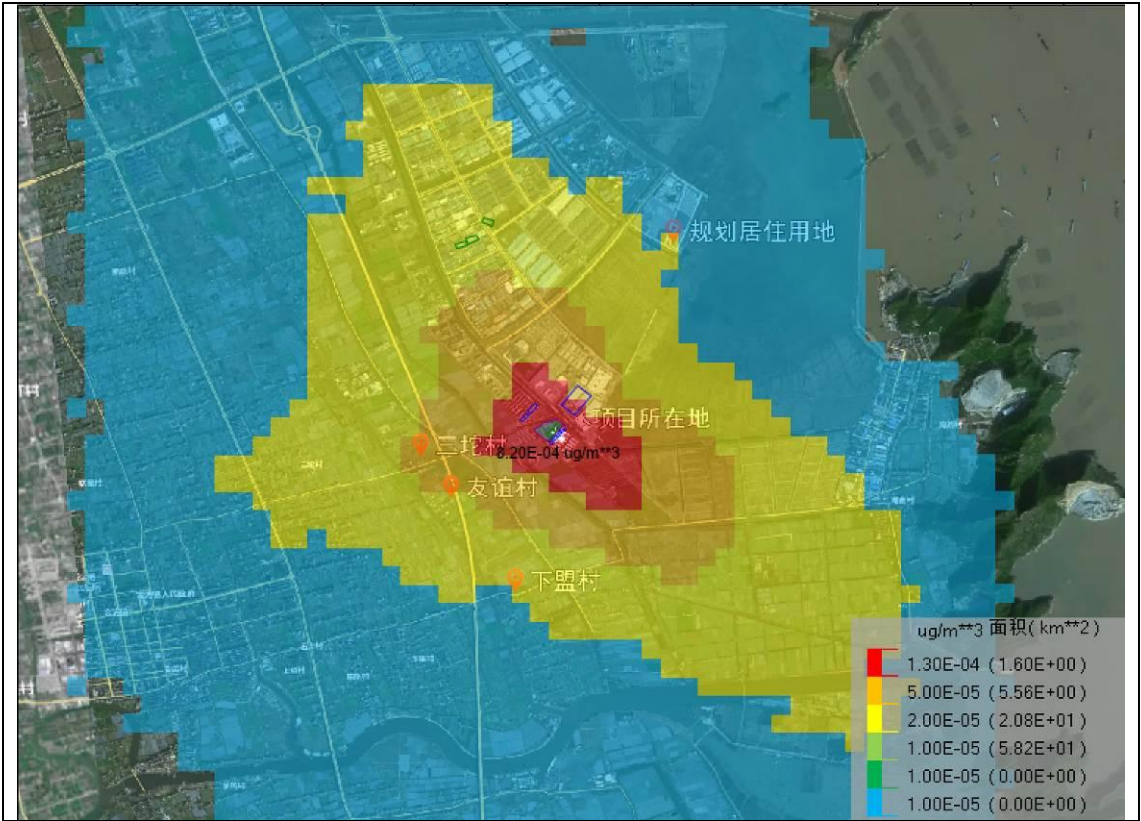 规划居住用地
项目所在地
二坨村
8.20E-04 ug/m**3
友谊村
下盟村
ug/m**3 面积( km**2 )
1.30E-04 ( 1.60E+00 )
5.00E-05 ( 5.56E+00 )
2.00E-05 ( 2.08E+01 )
1.00E-05 ( 5.82E+01 )
1.00E-05 ( 0.00E+00 )
1.00E-05 ( 0.00E+00 )